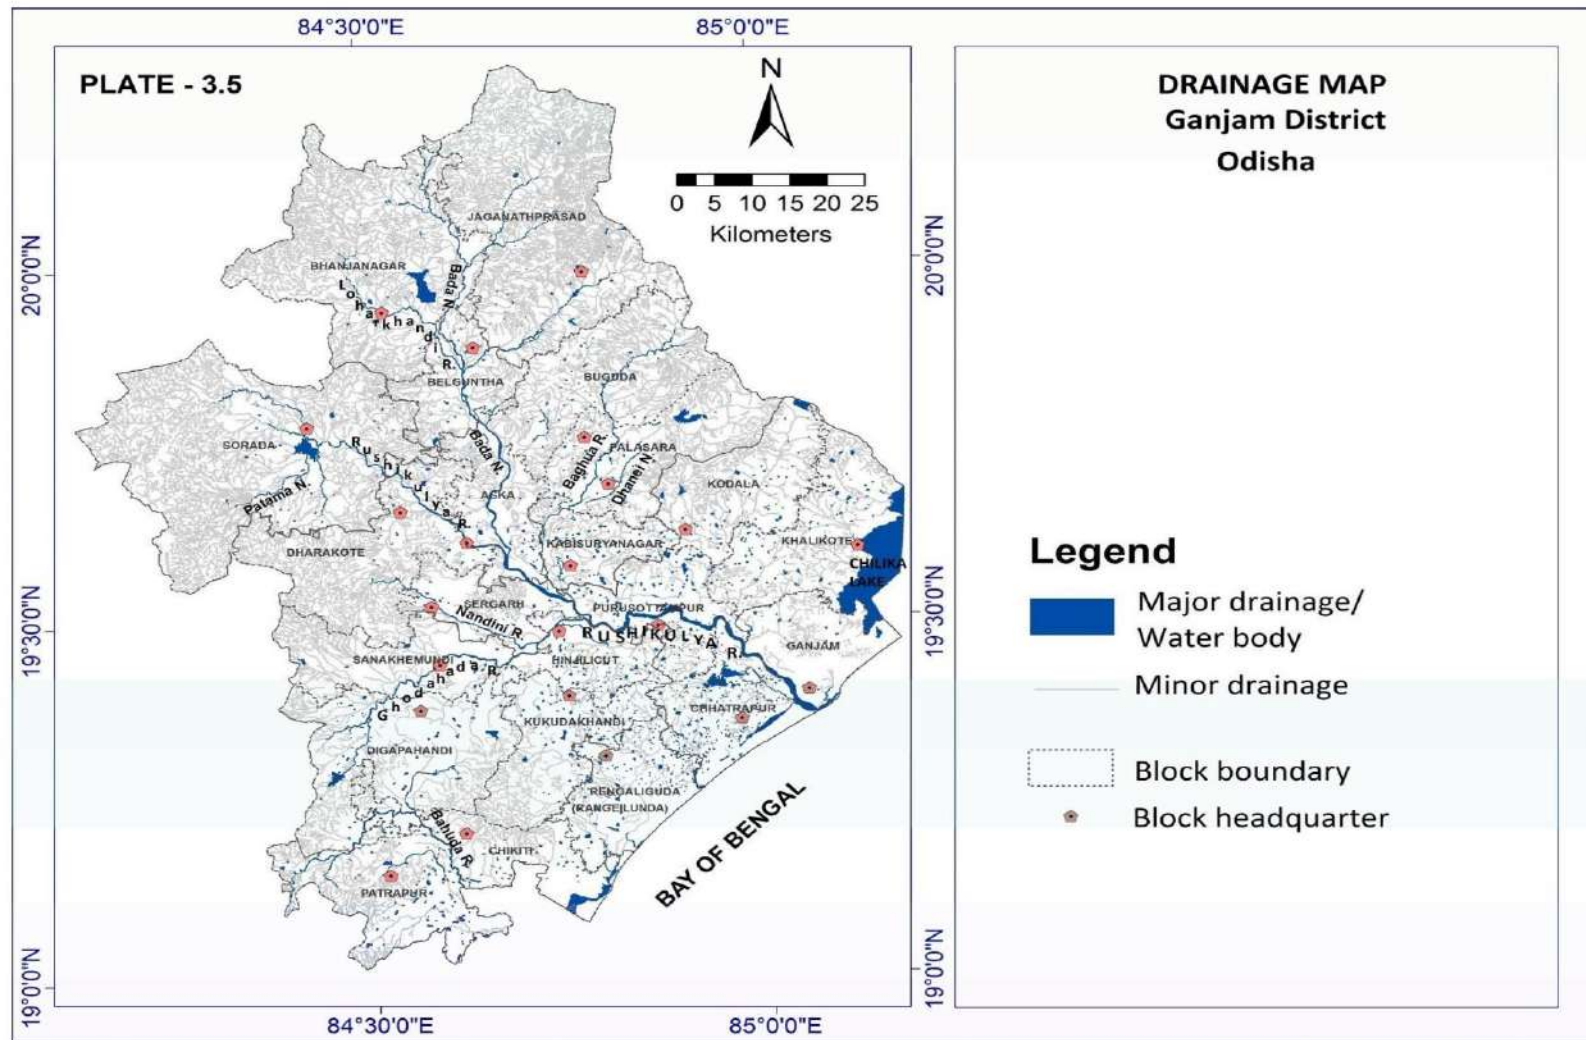 84°30'0"E
85°0'0"E
PLATE - 3.5
N
0 5 10 15 20 25
Kilometers
DRAINAGE MAP
Ganjam District
Odisha
20°0'0"N
20°0'0"N
JAGANATHPRASAD
BHANJANAGAR
Bada N.
Loharkhandi R.
BELGUNTHA
BUGUDA
SORADA
Rushikulya R.
Bada N.
Baghua R.
PALASARA
Dhanei N.
Patama N.
ASKA
KODALA
DHARAKOTE
KABISURYANAGAR
KHALIKOTE
CHILIKA
LAKE
Legend
Major drainage/
Water body
Minor drainage
Block boundary
Block headquarter
19°30'0"N
19°30'0"N
SERGARH
Nandini R.
PURUSOTTAMPUR
RUSHIKULYA R.
GANJAM
SANAKHEMUNDI
HINJILICUT
Ghodahada R.
KUKUDAKHANDI
CHHATRAPUR
DIGAPAHANDI
RENGALIGUDA
(RANGEILUNDA)
Bahuda R.
CHIKITI
BAY OF BENGAL
PATRAPUR
19°0'0"N
19°0'0"N
84°30'0"E
85°0'0"E